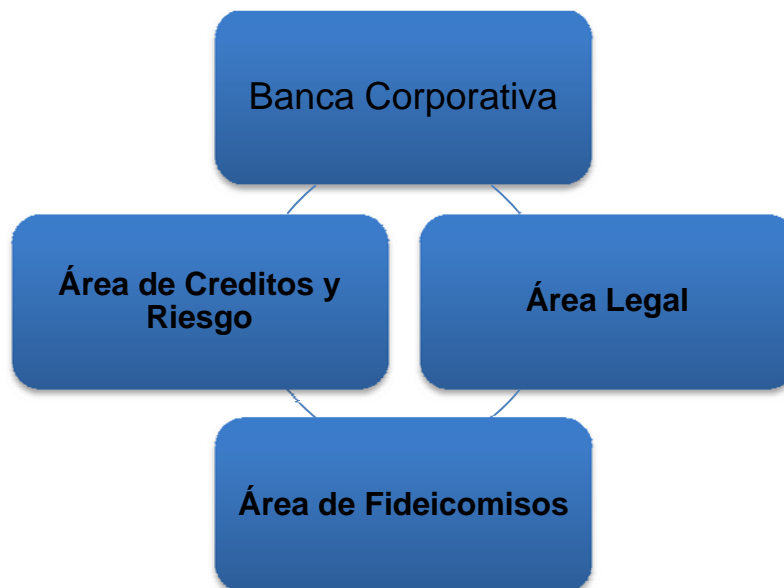 Banca Corporativa
Área de Creditos y
Riesgo
Área Legal
Área de Fideicomisos